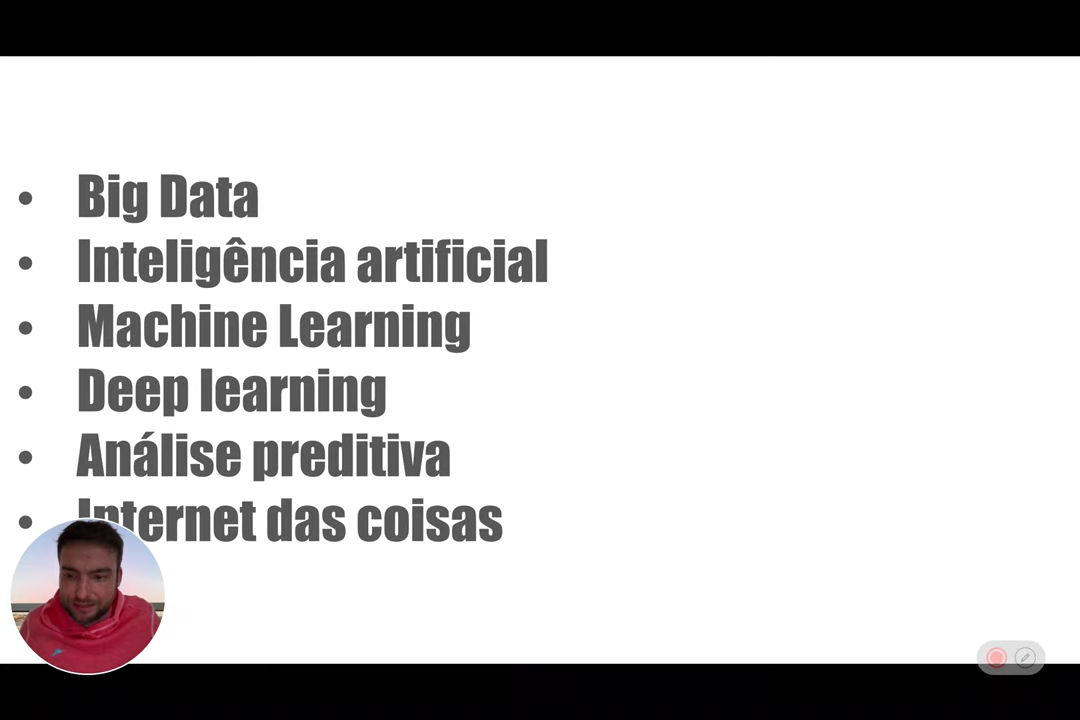 • Big Data
• Inteligência artificial
• Machine Learning
• Deep learning
• Análise preditiva
• Internet das coisas